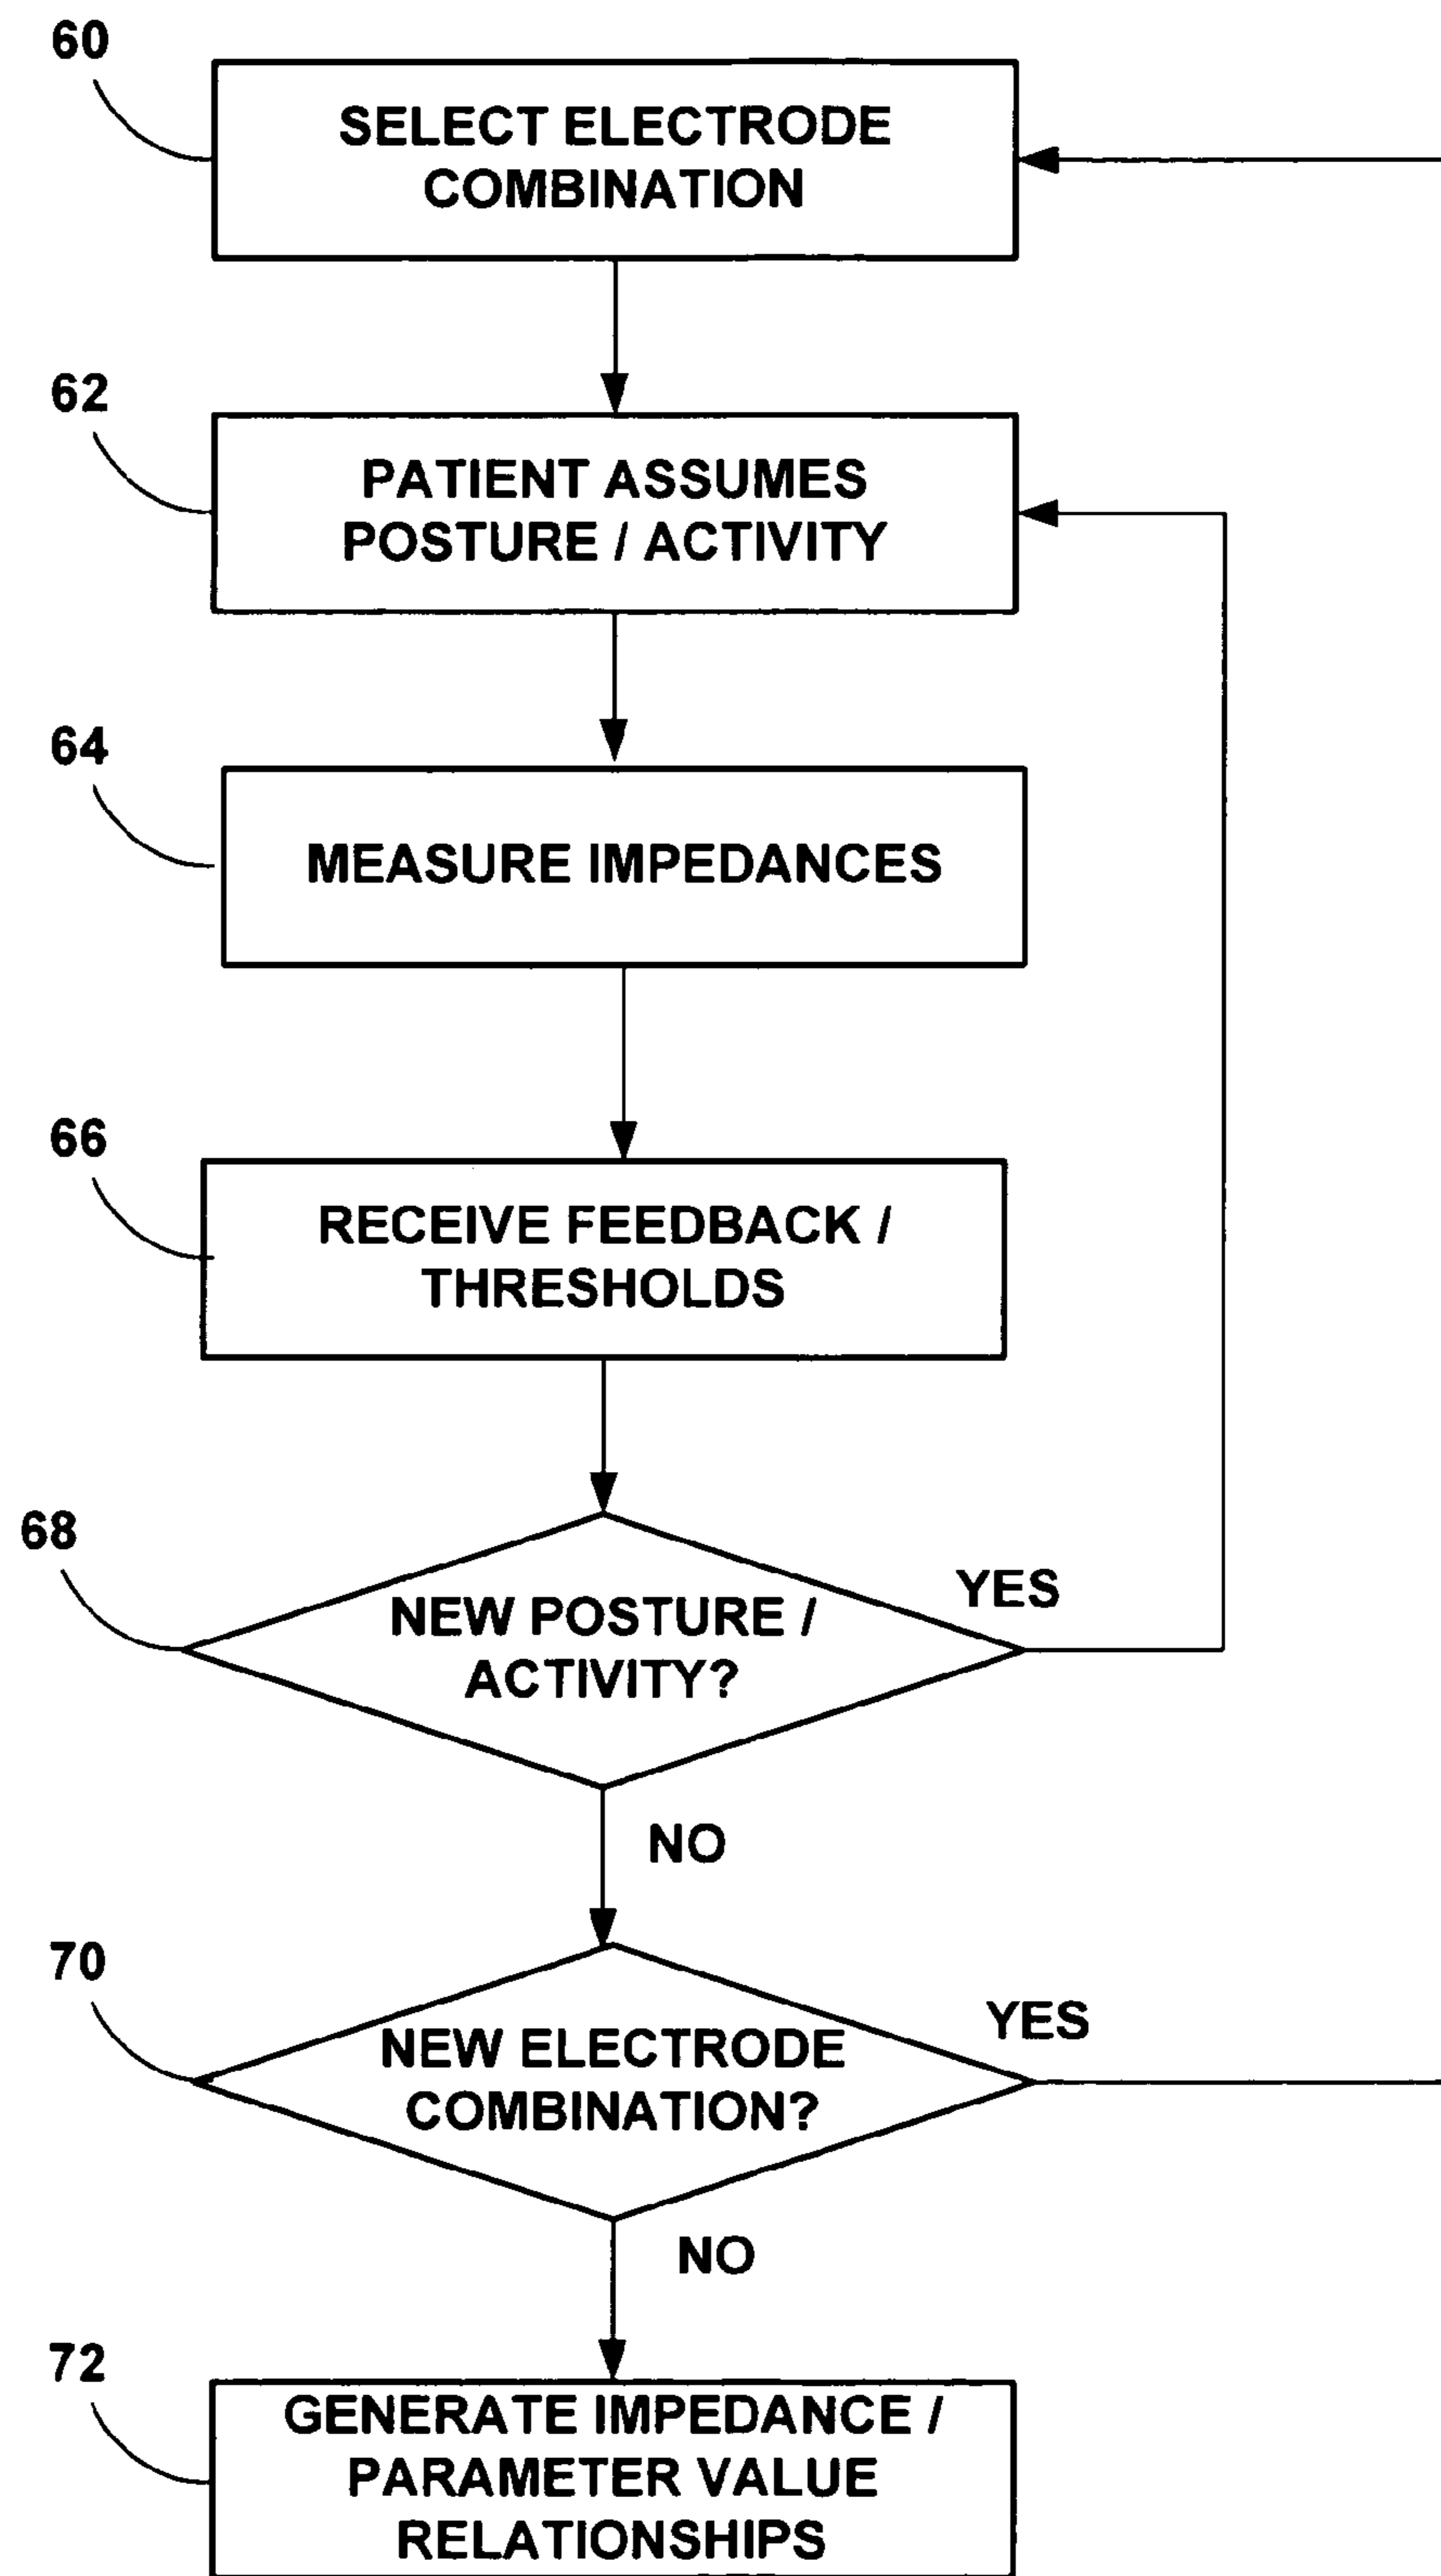 60
SELECT ELECTRODE
COMBINATION
62
PATIENT ASSUMES
POSTURE / ACTIVITY
64
MEASURE IMPEDANCES
66
RECEIVE FEEDBACK /
THRESHOLDS
68
NEW POSTURE /
ACTIVITY?
YES
NO
70
NEW ELECTRODE
COMBINATION?
YES
NO
72
GENERATE IMPEDANCE /
PARAMETER VALUE
RELATIONSHIPS